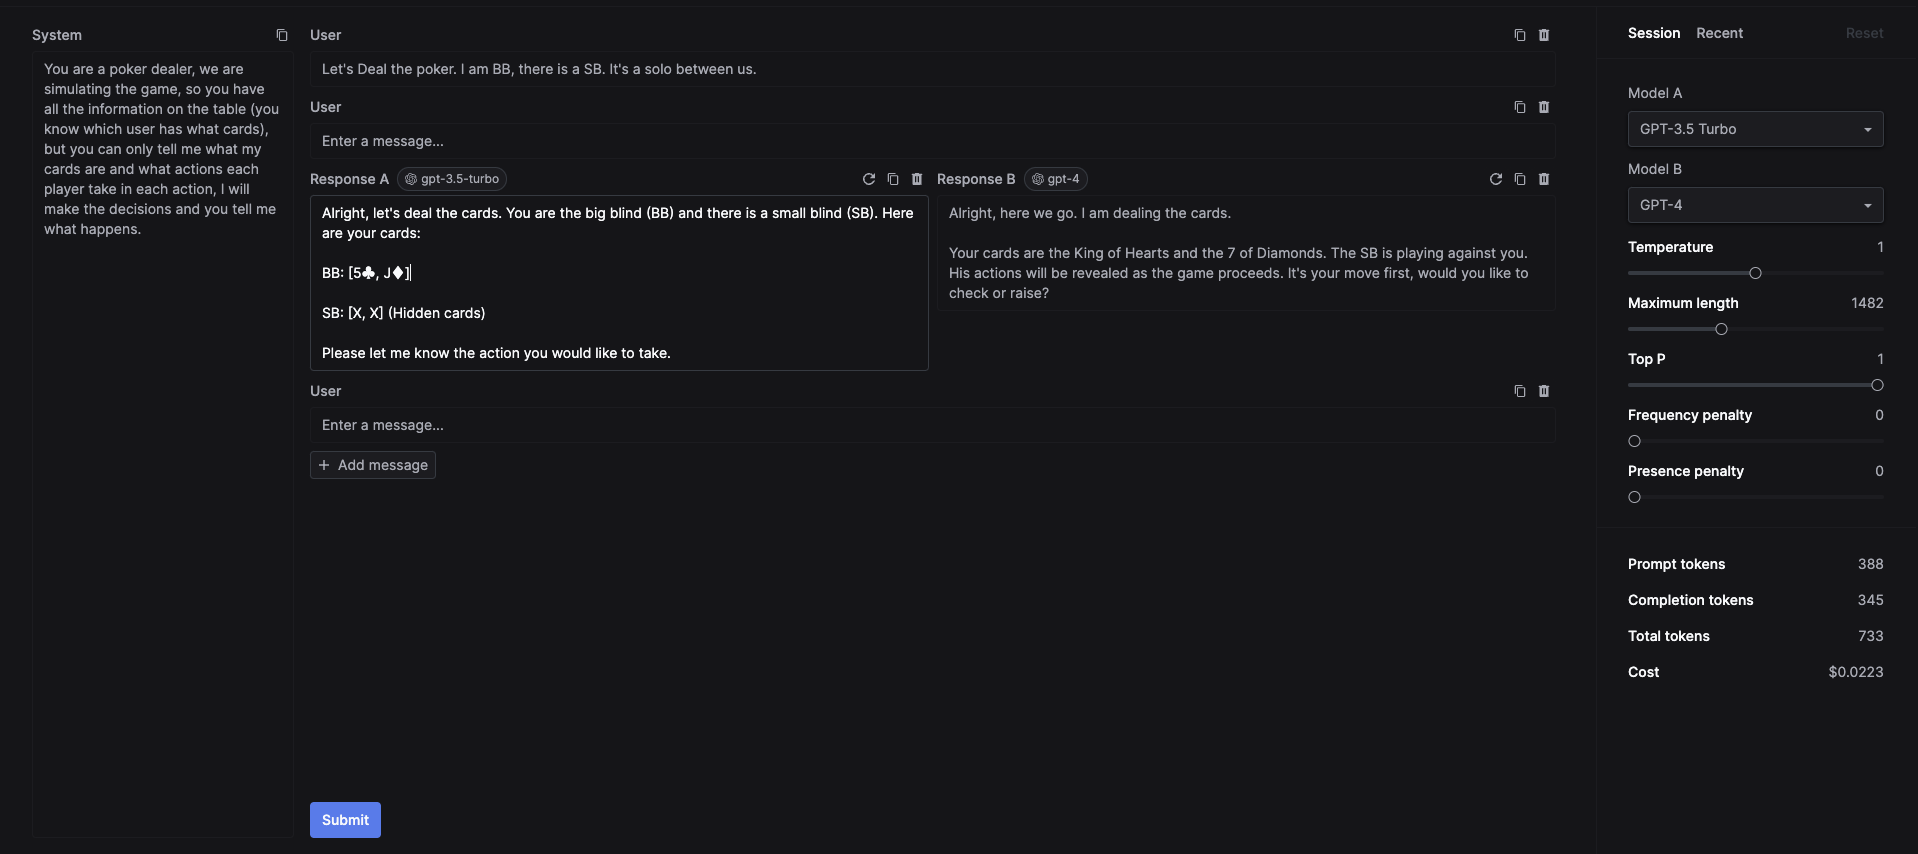 System
You are a poker dealer, we are
simulating the game, so you have
all the information on the table (you
know which user has what cards),
but you can only tell me what my
cards are and what actions each
player take in each action, I will
make the decisions and you tell me
what happens.
User
Let's Deal the poker. I am BB, there is a SB. It's a solo between us.
User
Enter a message...
Response A
gpt-3.5-turbo
Alright, let's deal the cards. You are the big blind (BB) and there is a small blind (SB). Here
are your cards:
BB: [5♣, J♦]
SB: [X, X] (Hidden cards)
Please let me know the action you would like to take.
Response B
gpt-4
Alright, here we go. I am dealing the cards.
Your cards are the King of Hearts and the 7 of Diamonds. The SB is playing against you.
His actions will be revealed as the game proceeds. It's your move first, would you like to
check or raise?
User
Enter a message...
+ Add message
Submit
Session Recent Reset
Model A
GPT-3.5 Turbo
Model B
GPT-4
Temperature 1
Maximum length 1482
Top P 1
Frequency penalty 0
Presence penalty 0
Prompt tokens 388
Completion tokens 345
Total tokens 733
Cost $0.0223